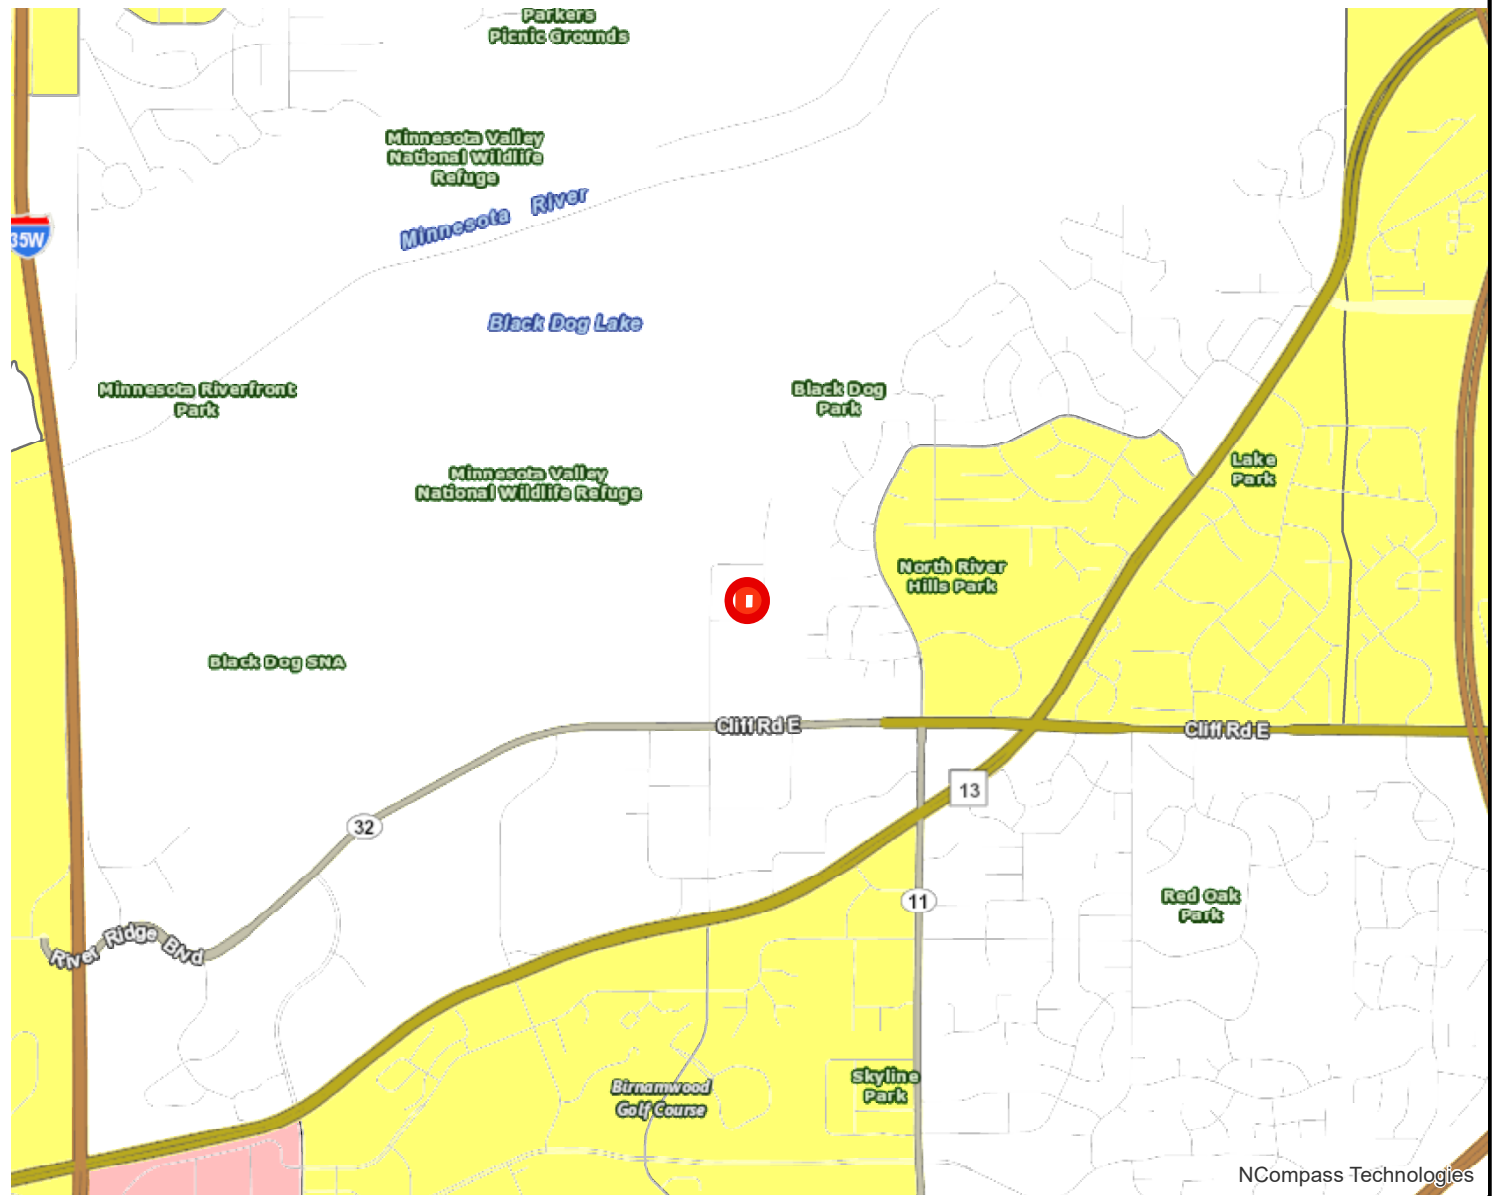 Parkers
Picnic Grounds
Minnesota Valley
National Wildlife
Refuge
Minnesota River
35W
Black Dog Lake
Minnesota Riverfront
Park
Black Dog
Park
Minnesota Valley
National Wildlife Refuge
Lake
Park
North River
Hills Park
Black Dog SNA
Cliff Rd E
Cliff Rd E
13
32
Red Oak
Park
11
River Ridge Blvd
Skyline
Park
Birnamwood
Golf Course
NCompass Technologies